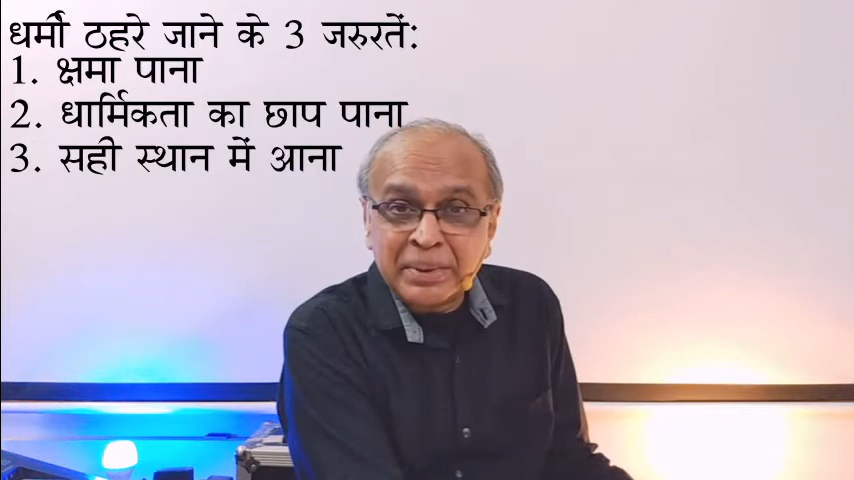 धर्मी ठहरे जाने के 3 जरुरतें:
1. क्षमा पाना
2. धार्मिकता का छाप पाना
3. सही स्थान में आना